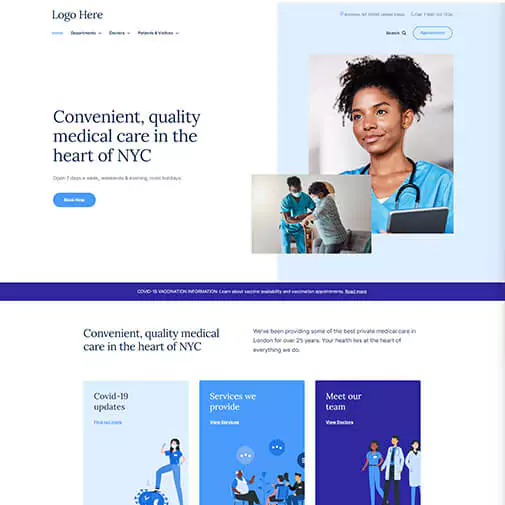 Logo Here
Call
Home Departments Doctors Patients & Visitors
Search Appointment
Convenient, quality
medical care in the
heart of NYC
Open 7 days a week, weekends & evening, most holidays.
Book Now
COVID-19 VACCINATION INFORMATION. Learn about vaccine availability and vaccination appointments. Read more
Convenient, quality medical
care in the heart of NYC
We've been providing some of the best private medical care in
London for over 25 years. Your health lies at the heart of
everything we do.
Covid-19
updates
Find out more
Services we
provide
View Services
Meet our
team
View Doctors